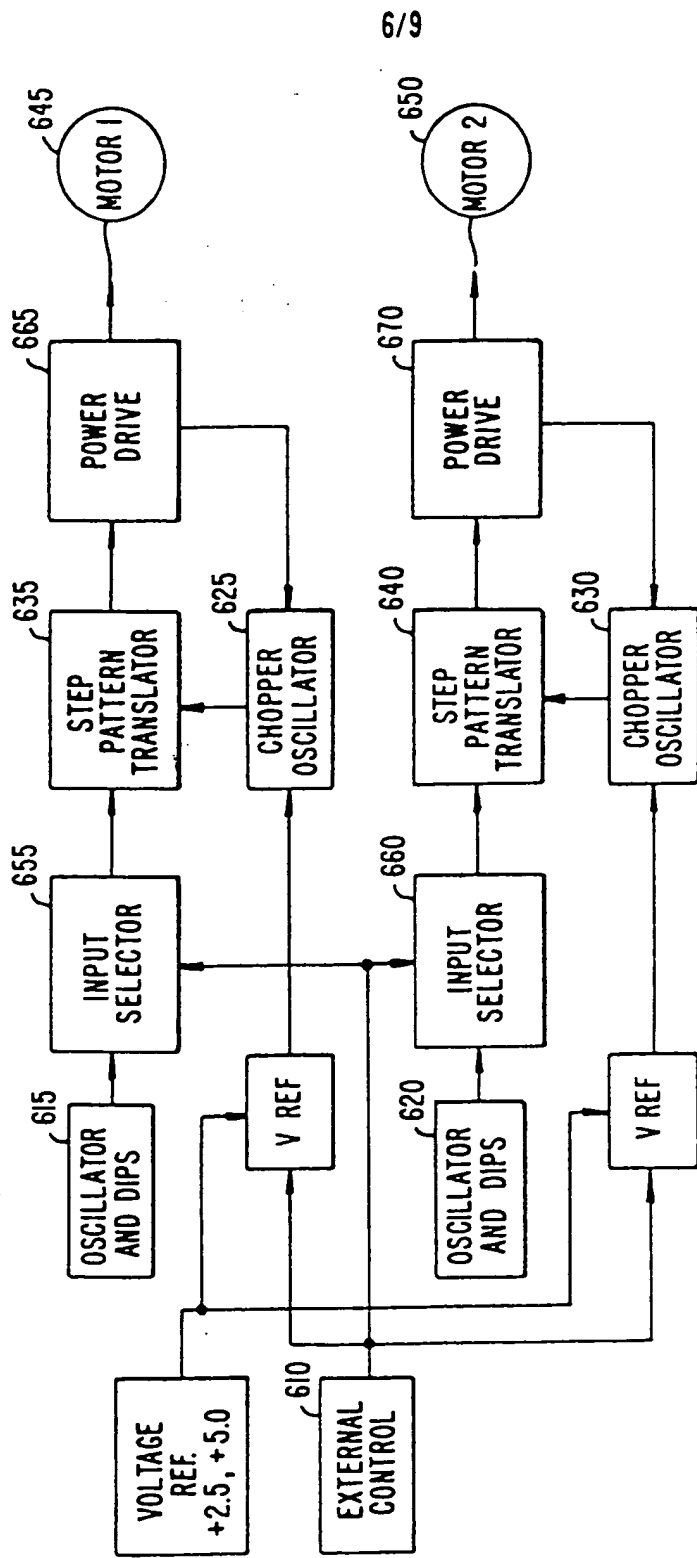 6/9
VOLTAGE
REF.
+2.5, +5.0
610
EXTERNAL
CONTROL
615
OSCILLATOR
AND DIPS
655
INPUT
SELECTOR
635
STEP
PATTERN
TRANSLATOR
665
POWER
DRIVE
645
MOTOR 1
V REF
625
CHOPPER
OSCILLATOR
620
OSCILLATOR
AND DIPS
660
INPUT
SELECTOR
640
STEP
PATTERN
TRANSLATOR
670
POWER
DRIVE
650
MOTOR 2
V REF
630
CHOPPER
OSCILLATOR